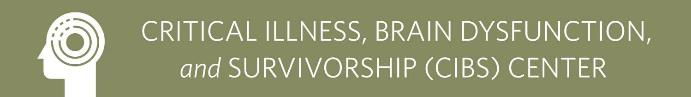 CRITICAL ILLNESS, BRAIN DYSFUNCTION,
and SURVIVORSHIP (CIBS) CENTER